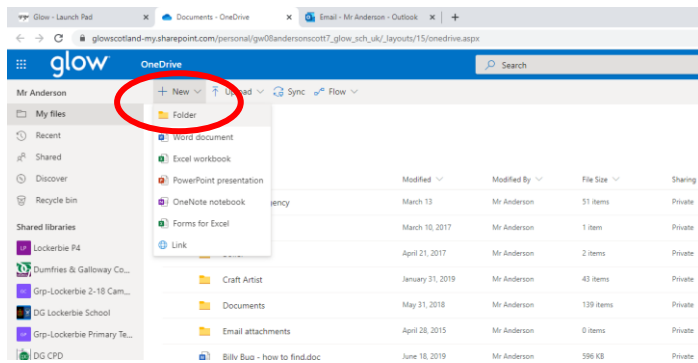 Glow - Launch Pad
Documents - OneDrive
Email - Mr Anderson - Outlook
glowscotland-my.sharepoint.com/personal/gw08andersonscott7_glow_sch_uk/_layouts/15/onedrive.aspx
glow OneDrive Search
Mr Anderson
New Upload Sync Flow
My files
Recent
Shared
Discover
Recycle bin
Shared libraries
Lockerbie P4
Dumfries & Galloway Co...
Grp-Lockerbie 2-18 Cam...
DG Lockerbie School
Grp-Lockerbie Primary Te...
DG CPD
Folder
Word document
Excel workbook
PowerPoint presentation
OneNote notebook
Forms for Excel
Link
Modified Modified By File Size Sharing
ency March 13 Mr Anderson 51 items Private
March 10, 2017 Mr Anderson 1 item Private
April 21, 2017 Mr Anderson 2 items Private
Craft Artist January 31, 2019 Mr Anderson 43 items Private
Documents May 31, 2018 Mr Anderson 139 items Private
Email attachments April 28, 2015 Mr Anderson 0 items Private
Billy Bug - how to find.doc June 18, 2019 Mr Anderson 596 KB Private